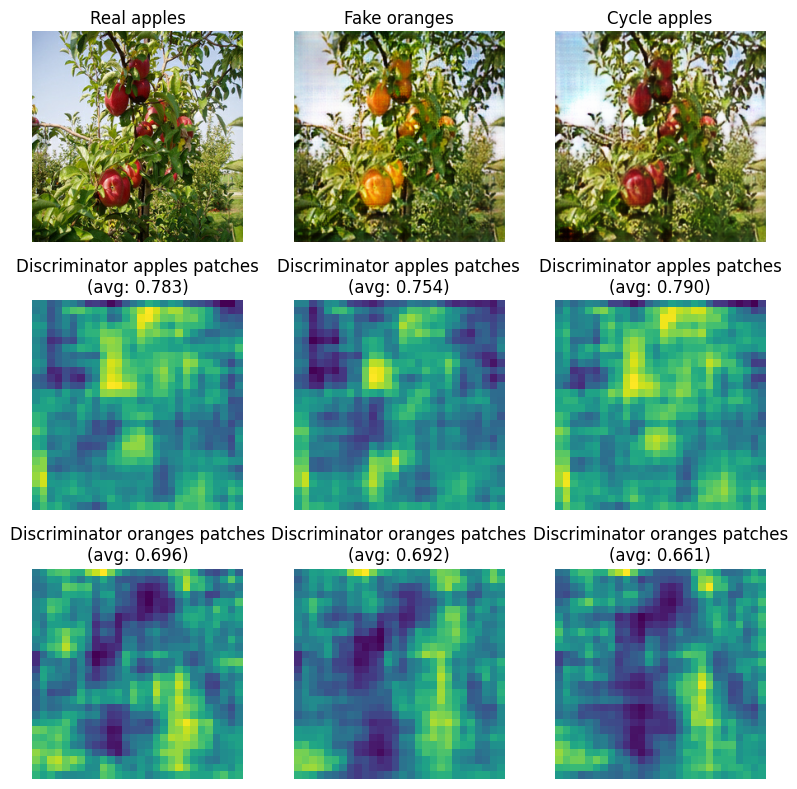 Real apples
Fake oranges
Cycle apples
Discriminator apples patches
(avg: 0.783)
Discriminator apples patches
(avg: 0.754)
Discriminator apples patches
(avg: 0.790)
Discriminator oranges patches
(avg: 0.696)
Discriminator oranges patches
(avg: 0.692)
Discriminator oranges patches
(avg: 0.661)